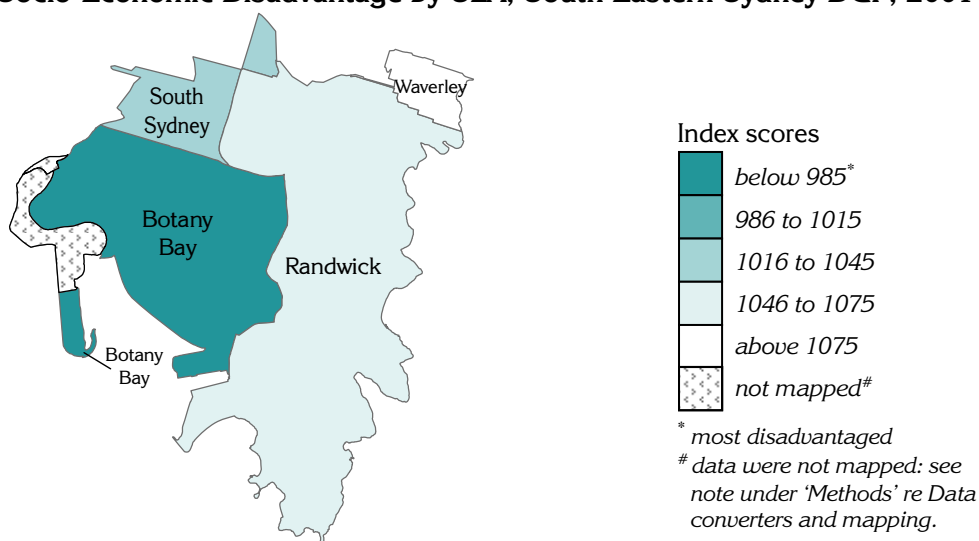 Socio-Economic Disadvantage by SLA, South Eastern Sydney DGP, 2001
Waverley
South
Sydney
Botany
Bay
Randwick
Botany
Bay
Index scores
below 985*
986 to 1015
1016 to 1045
1046 to 1075
above 1075
not mapped#
* most disadvantaged
# data were not mapped: see
note under ‘Methods’ re Data
converters and mapping.